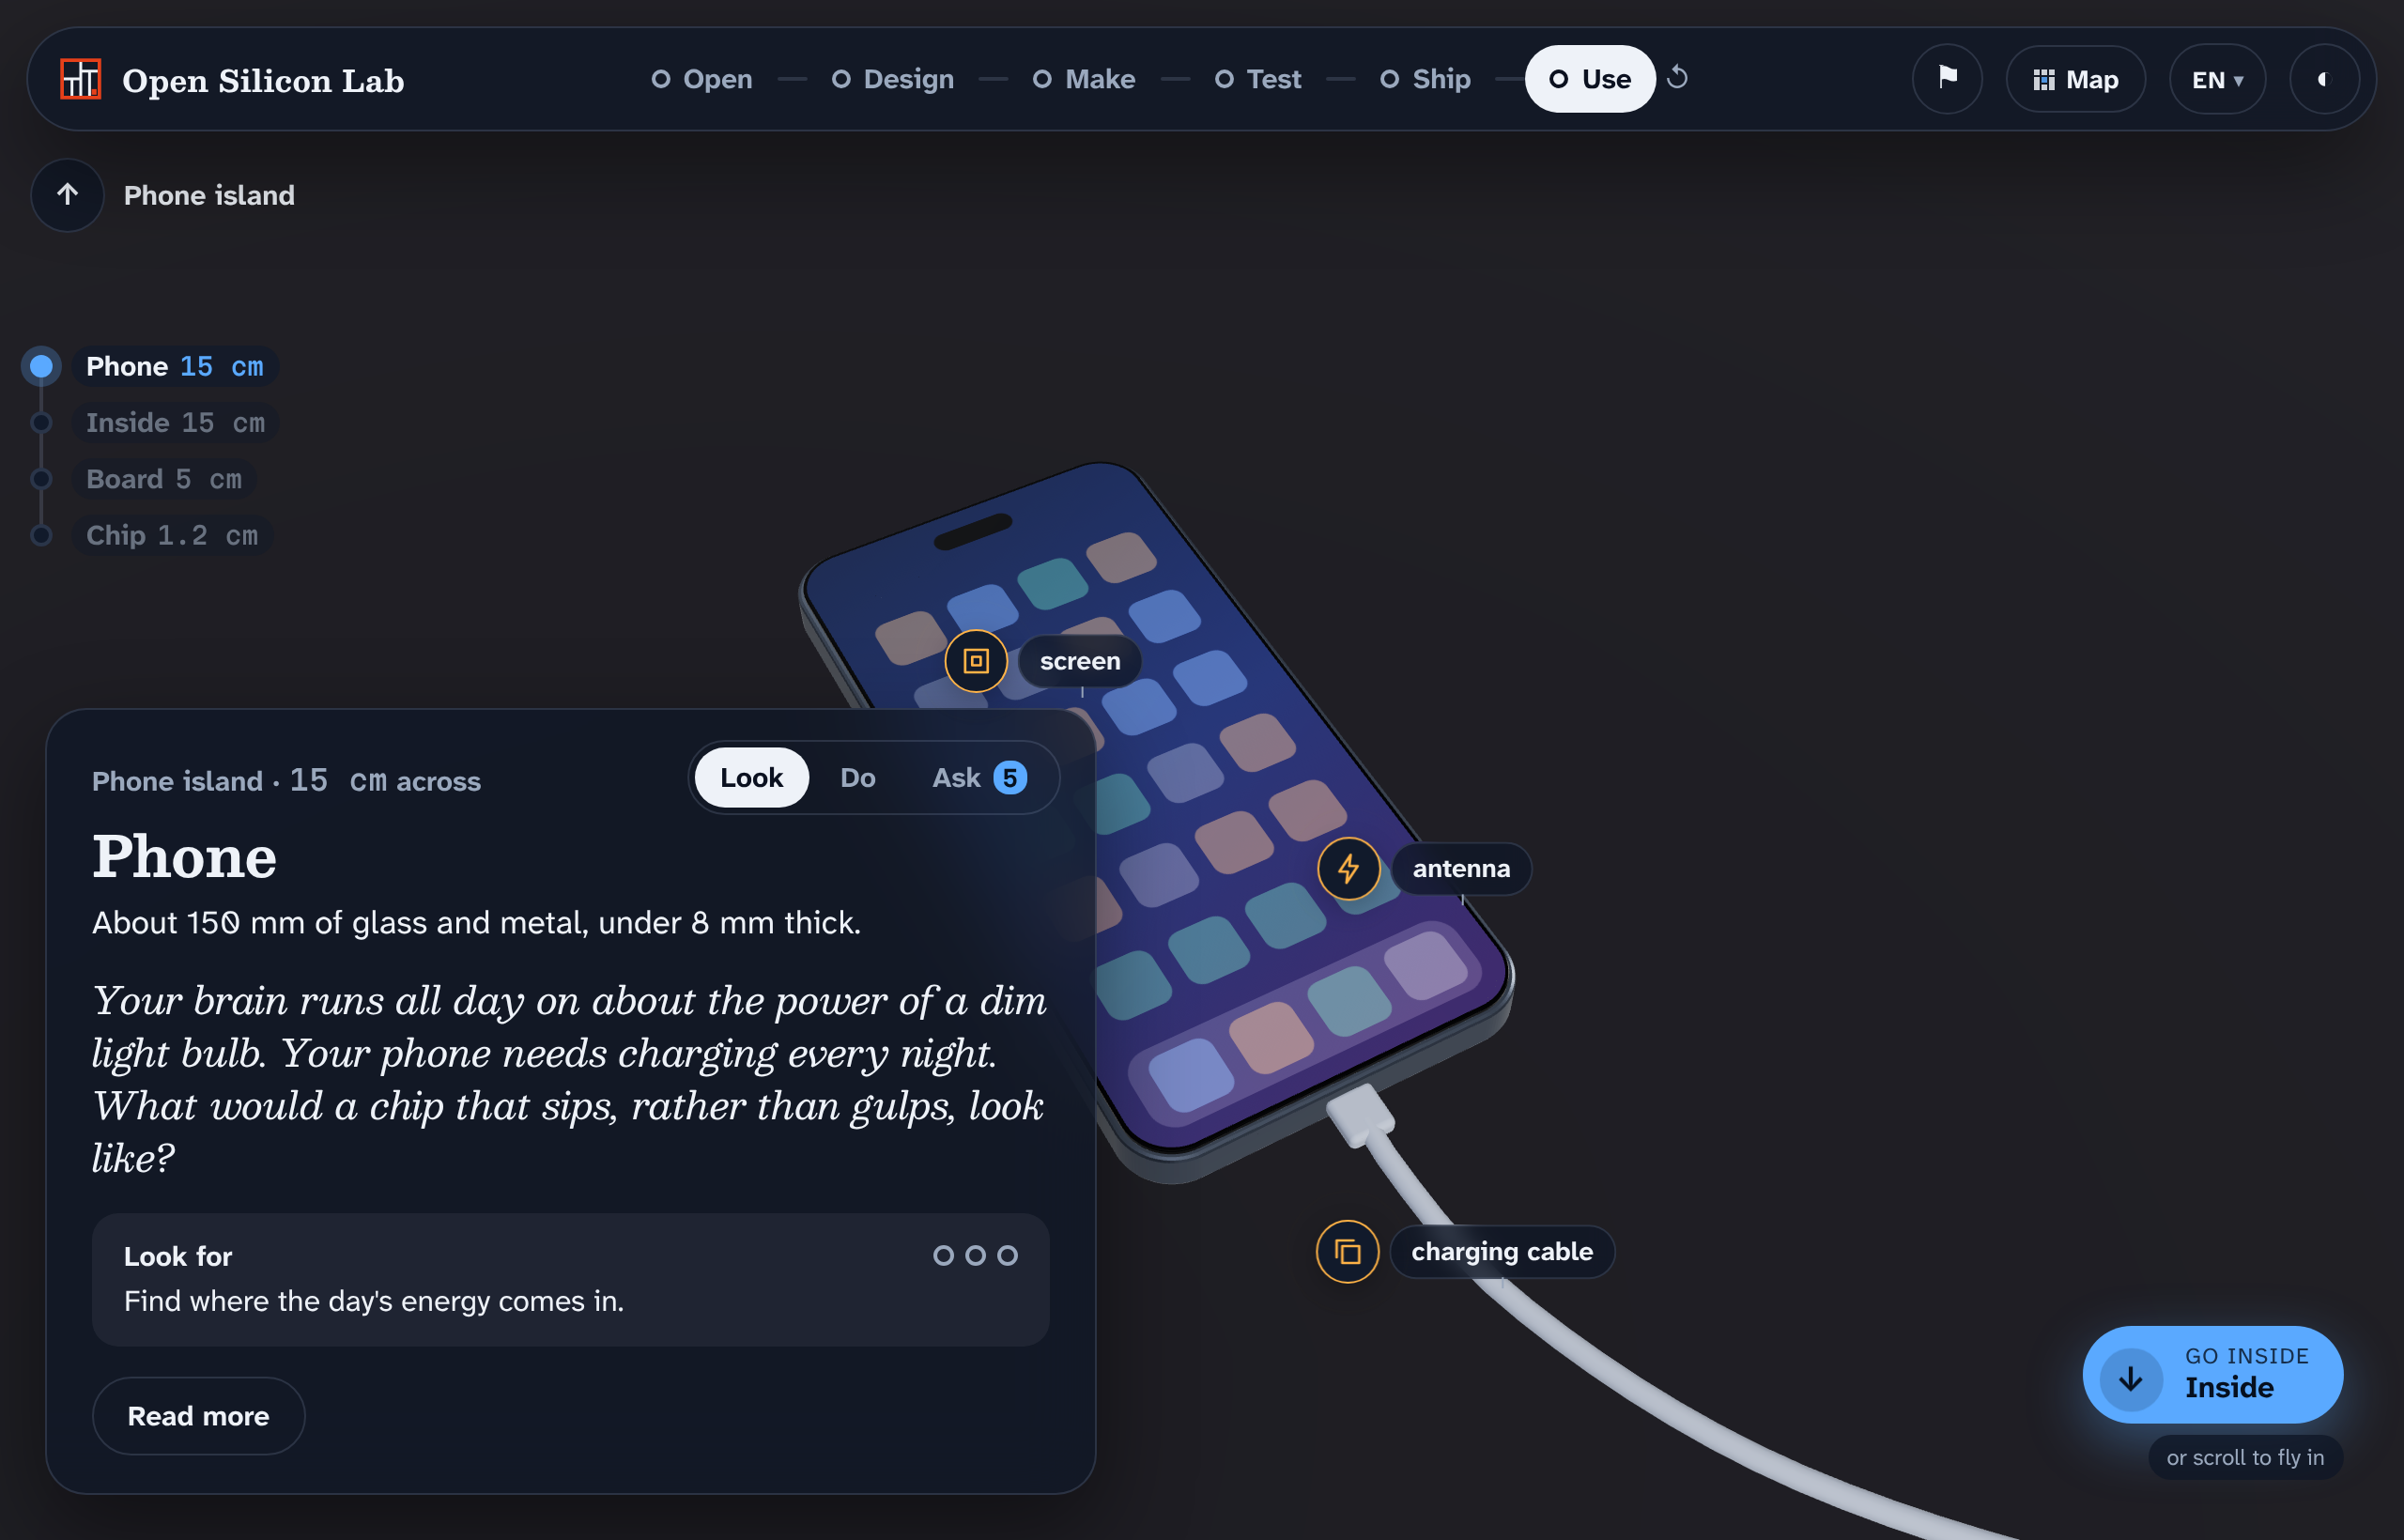 Open Silicon Lab
Open
Design
Make
Test
Ship
Use
Map
EN
Phone island
Phone 15 cm
Inside 15 cm
Board 5 cm
Chip 1.2 cm
screen
antenna
charging cable
Phone island · 15 cm across
Look
Do
Ask 5
Phone
About 150 mm of glass and metal, under 8 mm thick.
Your brain runs all day on about the power of a dim
light bulb. Your phone needs charging every night.
What would a chip that sips, rather than gulps, look
like?
Look for
Find where the day's energy comes in.
Read more
GO INSIDE
Inside
or scroll to fly in